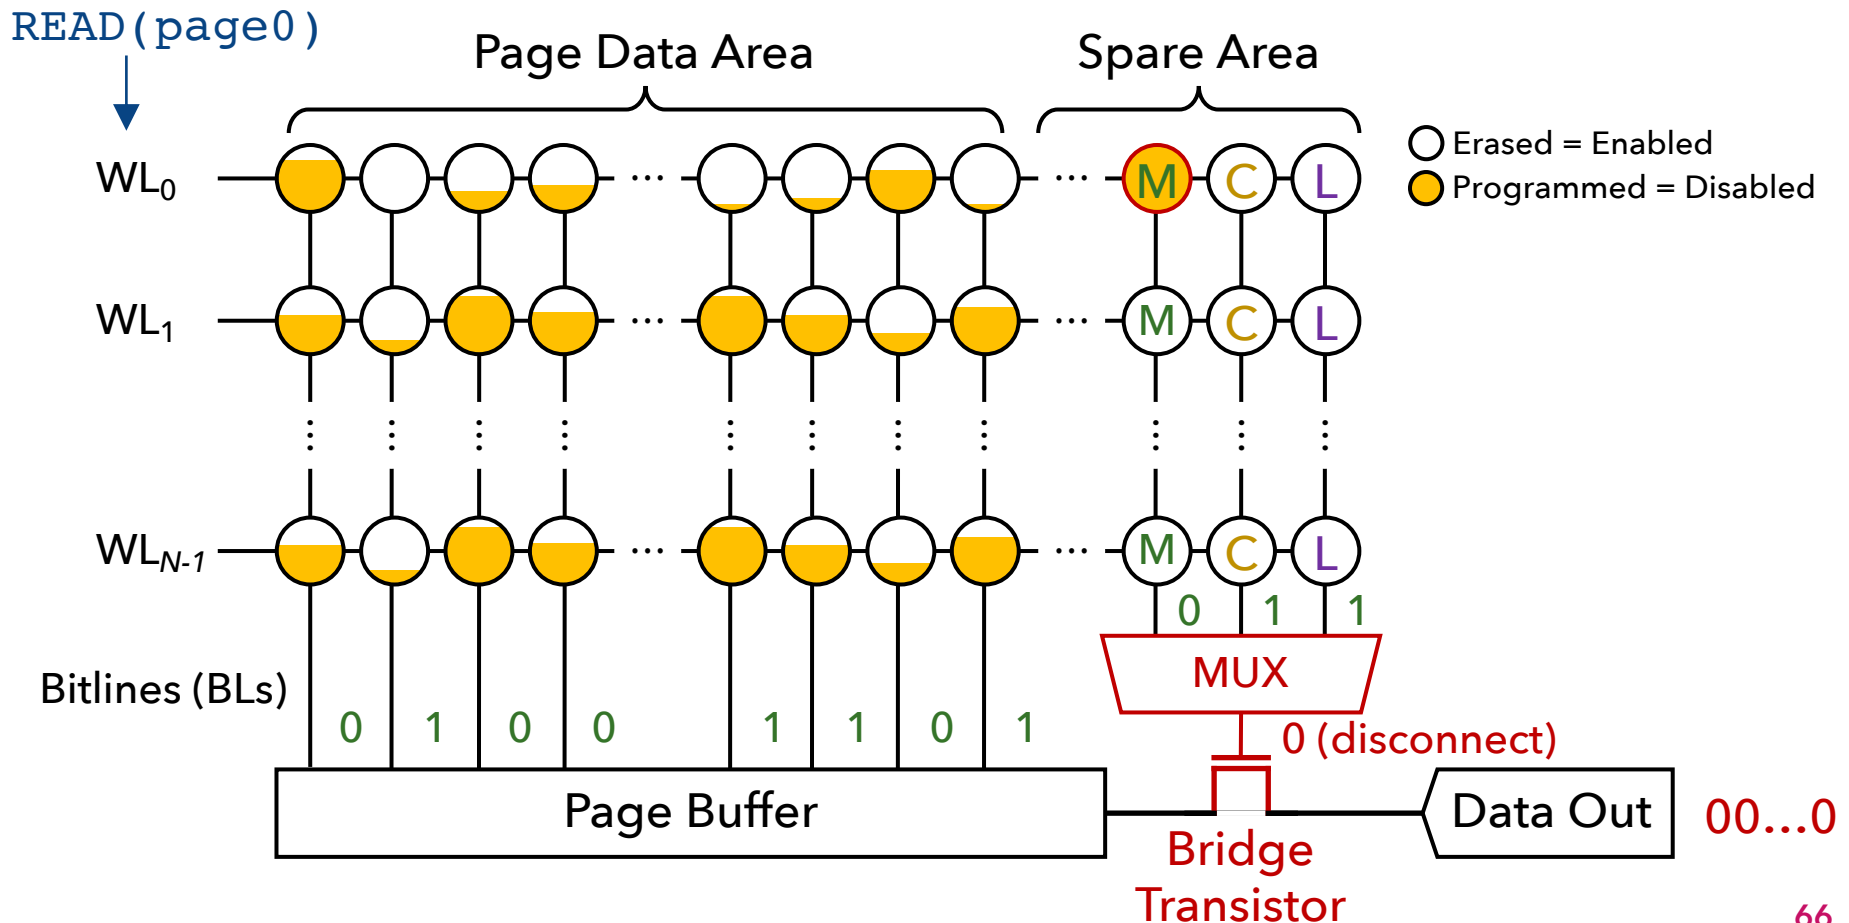 READ(page0)
Page Data Area
Spare Area
Erased = Enabled
Programmed = Disabled
WL0 ... ... M C L
WL1 ... ... M C L
⋮ ⋮ ⋮ ⋮ ⋮ ⋮ ⋮ ⋮ ⋮ ⋮ ⋮
WLN-1 ... ... M C L
0 1 1
MUX
Bitlines (BLs)
0 1 0 0 1 1 0 1
0 (disconnect)
Page Buffer
Data Out
00...0
Bridge
Transistor
66